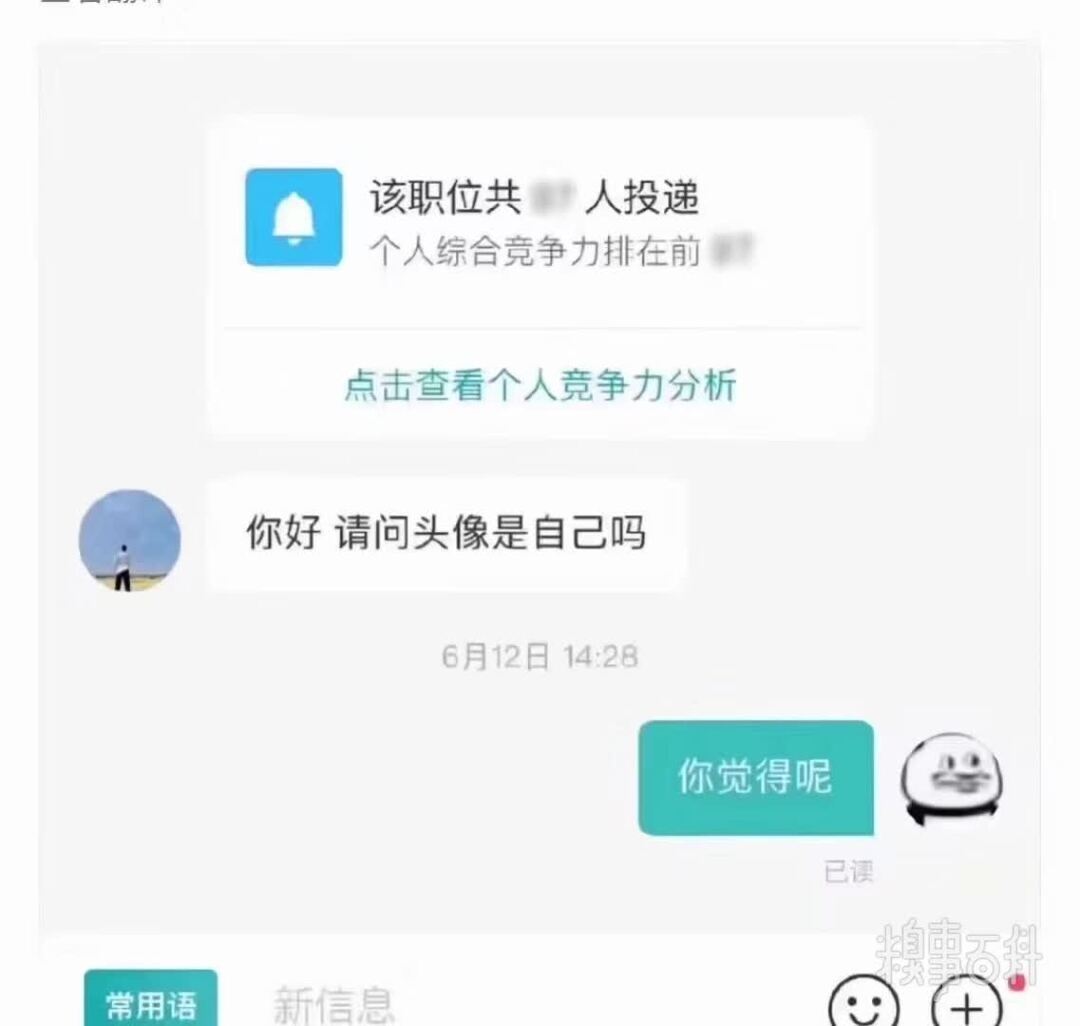 该职位共 人投递
个人综合竞争力排在前
点击查看个人竞争力分析
你好 请问头像是自己吗
6月12日 14:28
你觉得呢
已读
糗事百科
常用语
新信息